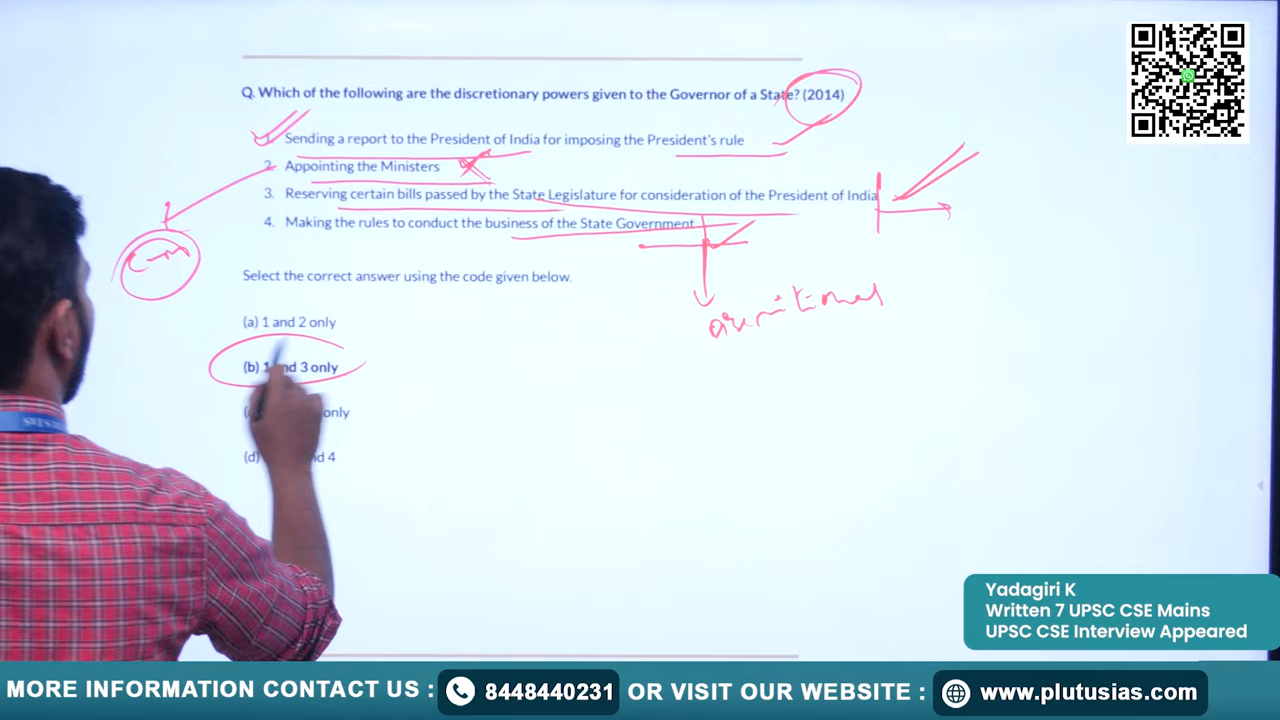 Q. Which of the following are the discretionary powers given to the Governor of a State? (2014)
1. Sending a report to the President of India for imposing the President's rule
2. Appointing the Ministers
3. Reserving certain bills passed by the State Legislature for consideration of the President of India
4. Making the rules to conduct the business of the State Government
Select the correct answer using the code given below.
(a) 1 and 2 only
(b) 1 and 3 only
only
(d) nd 4
Yadagiri K
Written 7 UPSC CSE Mains
UPSC CSE Interview Appeared
MORE INFORMATION CONTACT US : 8448440231 OR VISIT OUR WEBSITE : www.plutusias.com